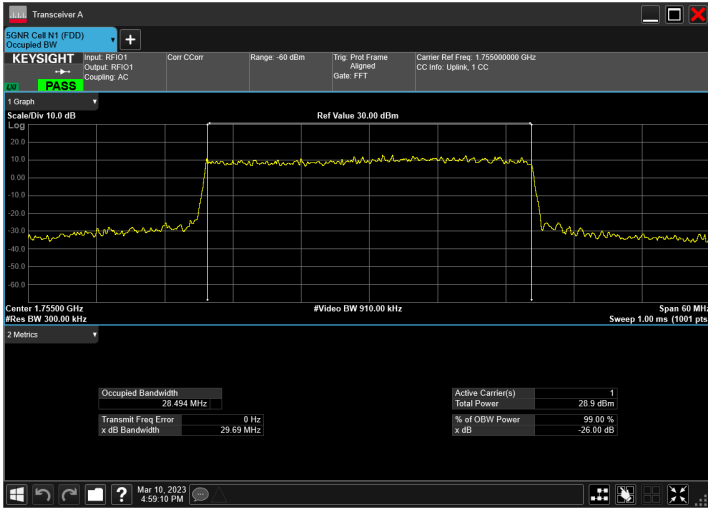 Transceiver A
5GNR Cell N1 (FDD)
Occupied BW
+
KEYSIGHT
Input: RFIO1
Output: RFIO1
Coupling: AC
Corr CCorr
Range: -60 dBm
Trig: Prot Frame
Aligned
Gate: FFT
Carrier Ref Freq: 1.755000000 GHz
CC Info: Uplink, 1 CC
LXI
PASS
1 Graph
Scale/Div 10.0 dB
Ref Value 30.00 dBm
Log
20.0
10.0
0.00
-10.0
-20.0
-30.0
-40.0
-50.0
-60.0
Center 1.75500 GHz
#Video BW 910.00 kHz
Span 60 MHz
#Res BW 300.00 kHz
Sweep 1.00 ms (1001 pts)
2 Metrics
Occupied Bandwidth
28.494 MHz
Transmit Freq Error 0 Hz
x dB Bandwidth 29.69 MHz
Active Carrier(s) 1
Total Power 28.9 dBm
% of OBW Power 99.00 %
x dB -26.00 dB
?
Mar 10, 2023
4:59:10 PM